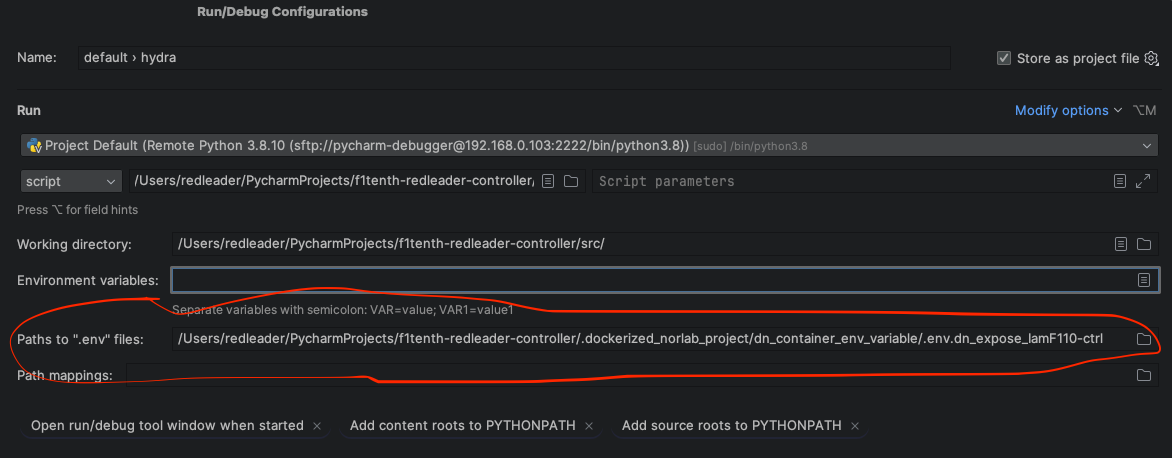 Run/Debug Configurations
Name: default › hydra Store as project file
Run Modify options ⌥M
Project Default (Remote Python 3.8.10 (sftp://pycharm-debugger@192.168.0.103:2222/bin/python3.8)) [sudo] /bin/python3.8
script /Users/redleader/PycharmProjects/f1tenth-redleader-controller/ Script parameters
Press ⌥ for field hints
Working directory: /Users/redleader/PycharmProjects/f1tenth-redleader-controller/src/
Environment variables:
Separate variables with semicolon: VAR=value; VAR1=value1
Paths to ".env" files: /Users/redleader/PycharmProjects/f1tenth-redleader-controller/.dockerized_norlab_project/dn_container_env_variable/.env.dn_expose_lamF110-ctrl
Path mappings:
Open run/debug tool window when started × Add content roots to PYTHONPATH × Add source roots to PYTHONPATH ×